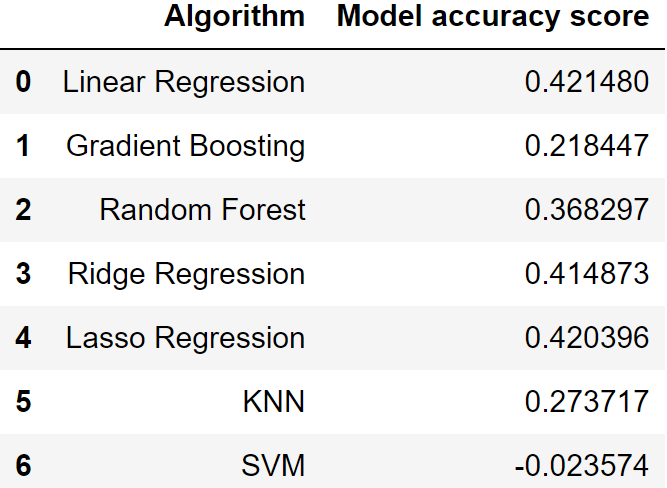 Algorithm Model accuracy score
0 Linear Regression 0.421480
1 Gradient Boosting 0.218447
2 Random Forest 0.368297
3 Ridge Regression 0.414873
4 Lasso Regression 0.420396
5 KNN 0.273717
6 SVM -0.023574